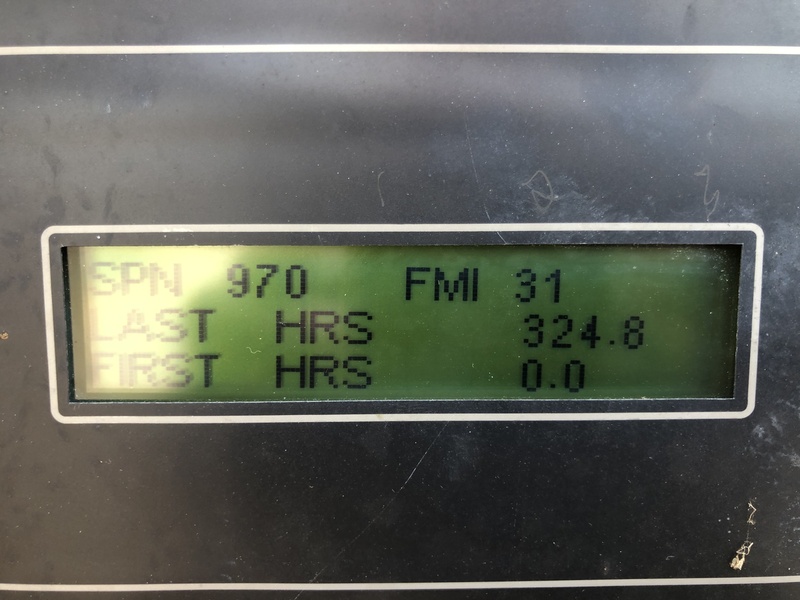 SPN 970 FMI 31
LAST HRS 324.8
FIRST HRS 0.0